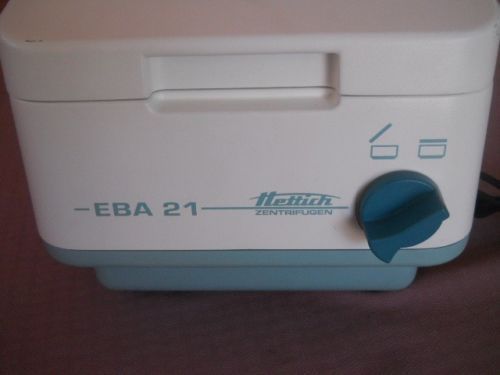 EBA 21
Hettich
ZENTRIFUGEN